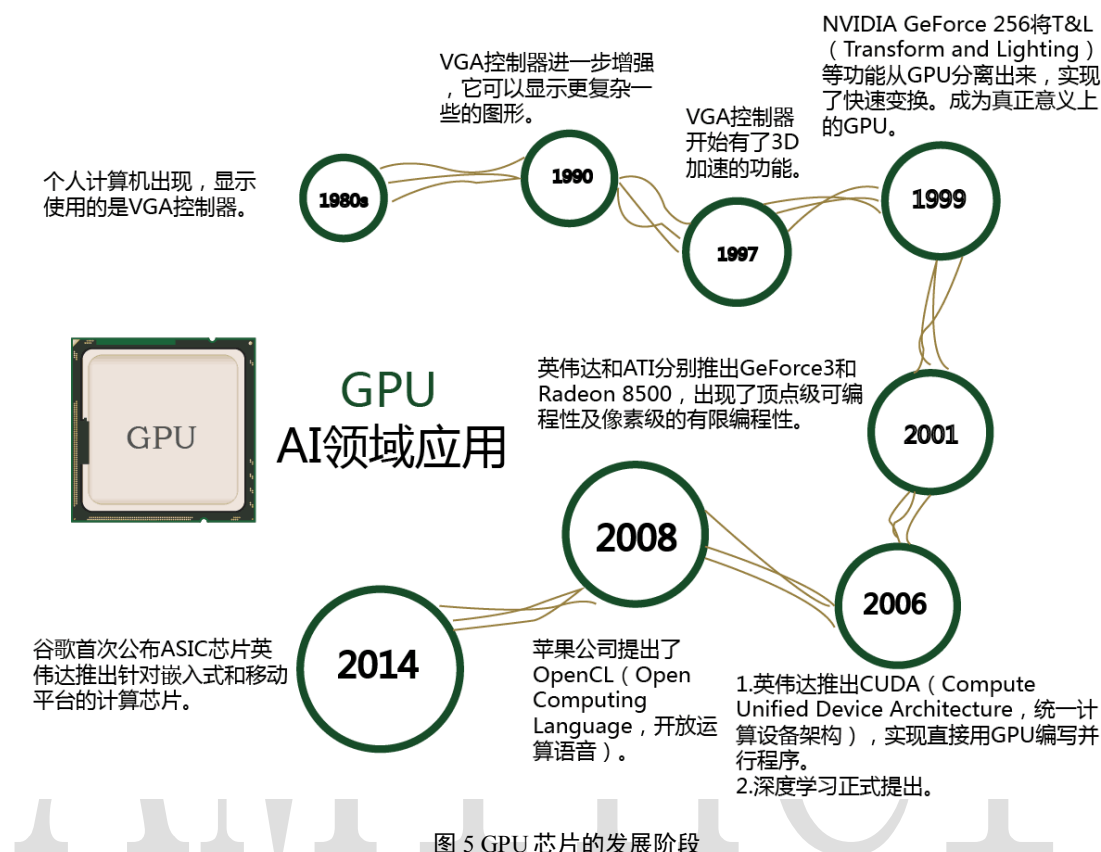 个人计算机出现，显示
使用的是VGA控制器。
1980s
VGA控制器进一步增强
，它可以显示更复杂一
些的图形。
1990
VGA控制器
开始有了3D
加速的功能。
1997
NVIDIA GeForce 256将T&L
（Transform and Lighting）
等功能从GPU分离出来，实现
了快速变换。成为真正意义上
的GPU。
1999
GPU
GPU
AI领域应用
英伟达和ATI分别推出GeForce3和
Radeon 8500，出现了顶点级可编
程性及像素级的有限编程性。
2001
2006
1.英伟达推出CUDA（Compute
Unified Device Architecture，统一计
算设备架构），实现直接用GPU编写并
行程序。
2.深度学习正式提出。
2008
苹果公司提出了
OpenCL（Open
Computing
Language，开放运
算语音）。
2014
谷歌首次公布ASIC芯片英
伟达推出针对嵌入式和移动
平台的计算芯片。
图 5 GPU 芯片的发展阶段